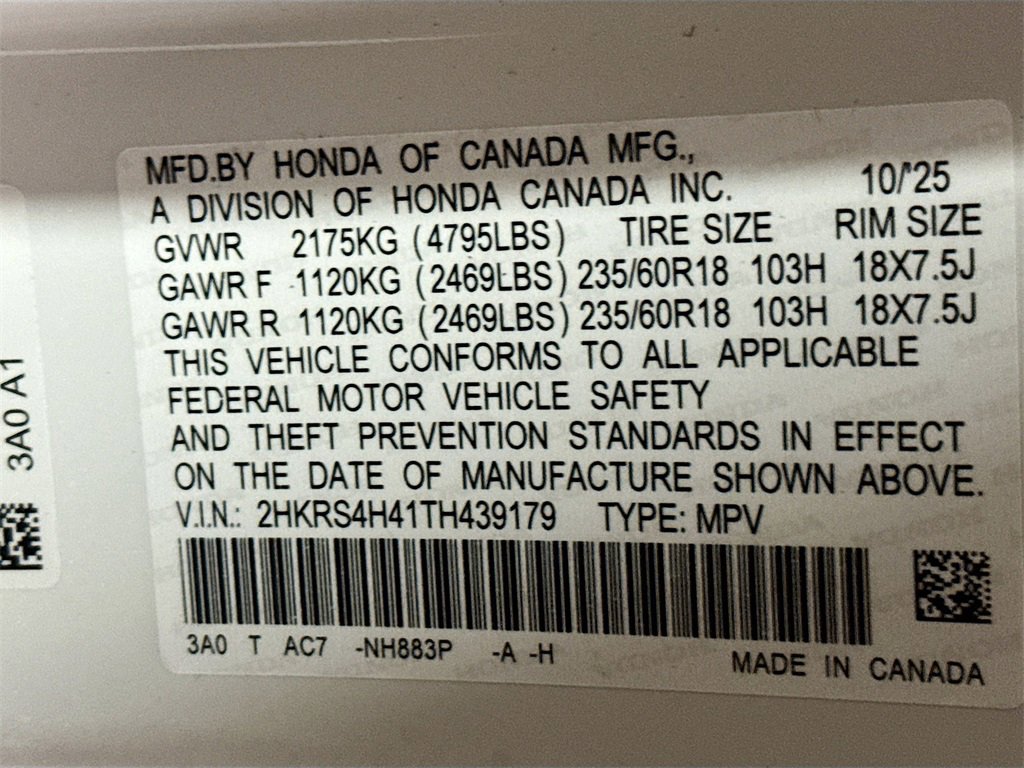 MFD.BY HONDA OF CANADA MFG.,
A DIVISION OF HONDA CANADA INC. 10/'25
GVWR 2175KG (4795LBS) TIRE SIZE RIM SIZE
GAWR F 1120KG (2469LBS) 235/60R18 103H 18X7.5J
GAWR R 1120KG (2469LBS) 235/60R18 103H 18X7.5J
THIS VEHICLE CONFORMS TO ALL APPLICABLE
FEDERAL MOTOR VEHICLE SAFETY
AND THEFT PREVENTION STANDARDS IN EFFECT
ON THE DATE OF MANUFACTURE SHOWN ABOVE.
V.I.N.: 2HKRS4H41TH439179 TYPE: MPV
3A0 T AC7 -NH883P -A -H
MADE IN CANADA
3A0 A1